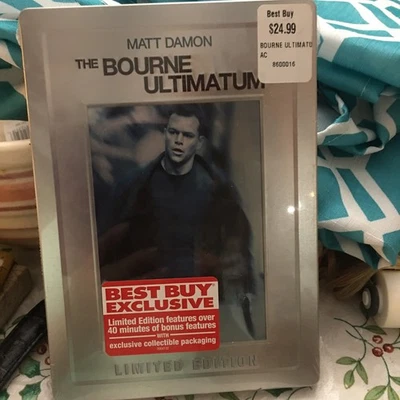 Best Buy
$24.99
BOURNE ULTIMATU
AC
8600016
MATT DAMON
THE BOURNE
ULTIMATUM
BEST BUY
EXCLUSIVE
Limited Edition features over
40 minutes of bonus features
WITH
exclusive collectible packaging
LIMITED EDITION